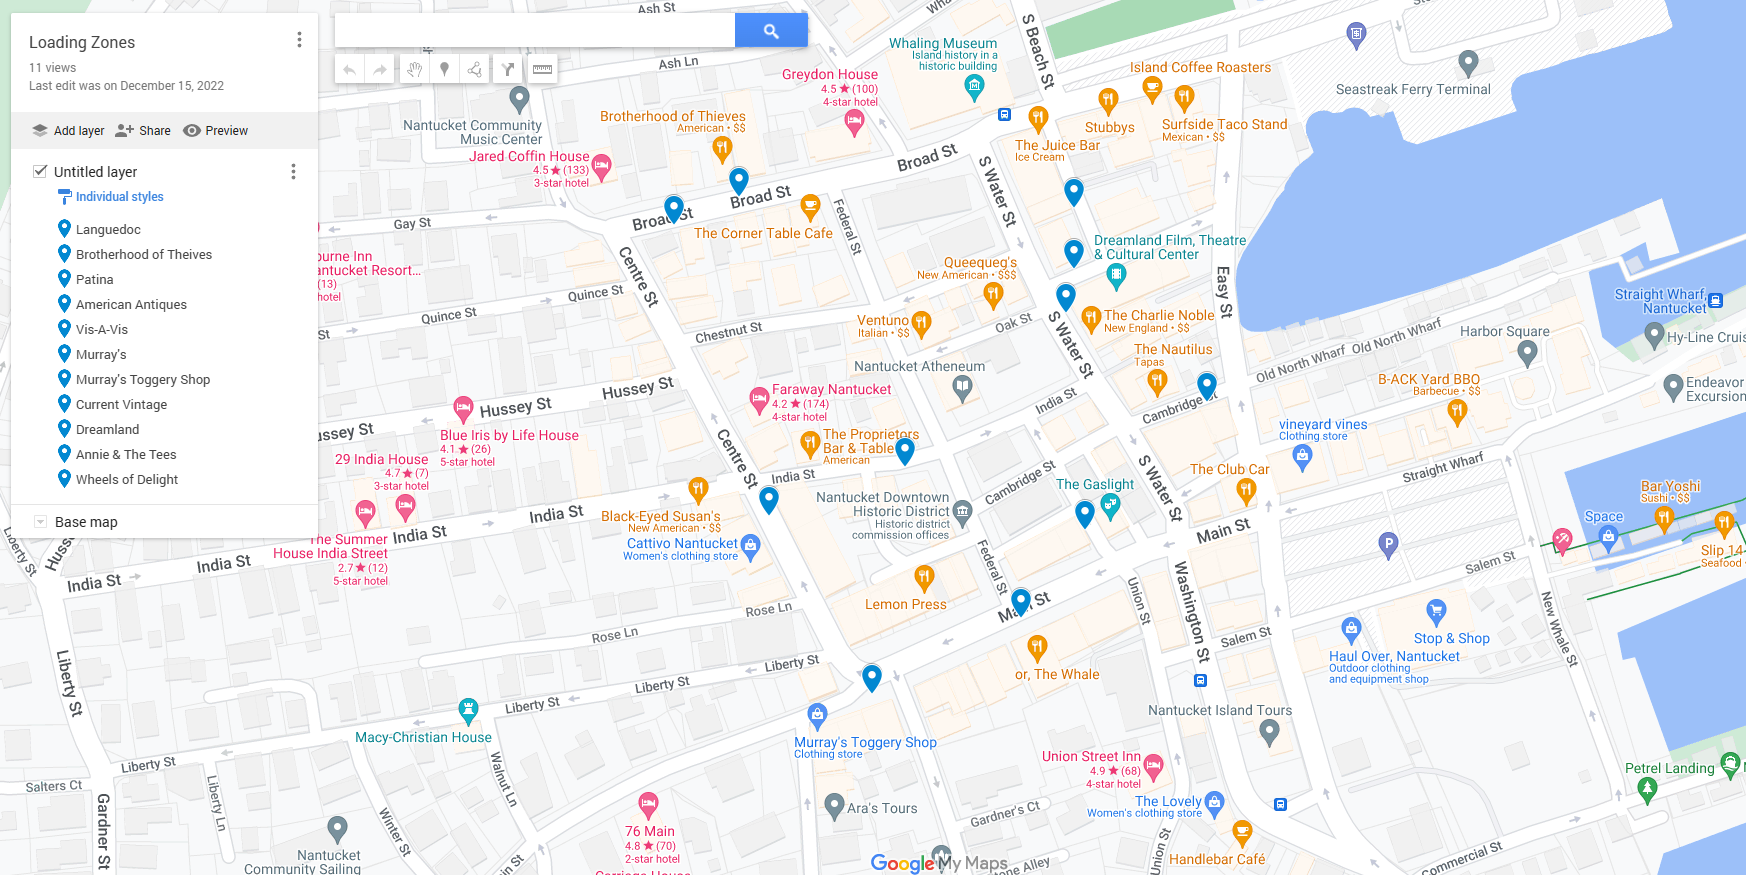 Loading Zones
11 views
Last edit was on December 15, 2022
Add layer
Share
Preview
Untitled layer
Individual styles
Languedoc
Brotherhood of Theives
Patina
American Antiques
Vis-A-Vis
Murray's
Murray's Toggery Shop
Current Vintage
Dreamland
Annie & The Tees
Wheels of Delight
Base map
Ash St
Ash Ln
S Beach St
Whaling Museum
Island history in a
historic building
Greydon House
4.5★(100)
4-star hotel
Island Coffee Roasters
Seastreak Ferry Terminal
Nantucket Community
Music Center
Brotherhood of Thieves
American • $$
Stubbys
Surfside Taco Stand
Mexican • $$
The Juice Bar
Ice Cream
Jared Coffin House
4.5★(133)
3-star hotel
Broad St
Broad St
Broad St
S Water St
Federal St
Gay St
The Corner Table Cafe
Dreamland Film, Theatre
& Cultural Center
Queequeg's
New American • $$$
Centre St
Easy St
(13)
hotel
Quince St
Quince St
Straight Wharf,
Nantucket
Chestnut St
Ventuno
Italian • $$
Oak St
S Water St
The Charlie Noble
New England • $$
Harbor Square
Old North Wharf
Old North Wharf
The Nautilus
Tapas
Nantucket Atheneum
Hussey St
Hussey St
Faraway Nantucket
4.2★(174)
4-star hotel
B-ACK Yard BBQ
Barbecue • $$
Endeavor
Excursion
India St
Cambridge St
vineyard vines
Clothing store
Blue Iris by Life House
4.1★(26)
5-star hotel
The Proprietors
Bar & Table
American
Centre St
29 India House
4.7★(7)
3-star hotel
India St
S Water St
Straight Wharf
The Club Car
Cambridge St
The Gaslight
Bar Yoshi
Sushi • $$
Nantucket Downtown
Historic District
Historic district
commission offices
Black-Eyed Susan's
New American • $$
India St
India St
Main St
Space
The Summer
House India Street
2.7★(12)
5-star hotel
Cattivo Nantucket
Women's clothing store
P
Slip 14
Seafood •
Salem St
Liberty St
India St
India St
Federal St
Lemon Press
Main St
Union St
Washington St
Rose Ln
Rose Ln
New Whale St
Stop & Shop
Salem St
Haul Over, Nantucket
Outdoor clothing
and equipment shop
Liberty St
Liberty St
Liberty St
Liberty St
or, The Whale
Macy-Christian House
Nantucket Island Tours
Murray's Toggery Shop
Clothing store
Union Street Inn
4.9★(68)
4-star hotel
Liberty St
Walnut Ln
Petrel Landing
Salters Ct
Liberty Ln
Gardner St
Ara's Tours
Gardner's Ct
The Lovely
Women's clothing store
Winter St
76 Main
4.8★(70)
2-star hotel
Union St
Handlebar Café
Nantucket
Community Sailing
Google My Maps
Commercial St